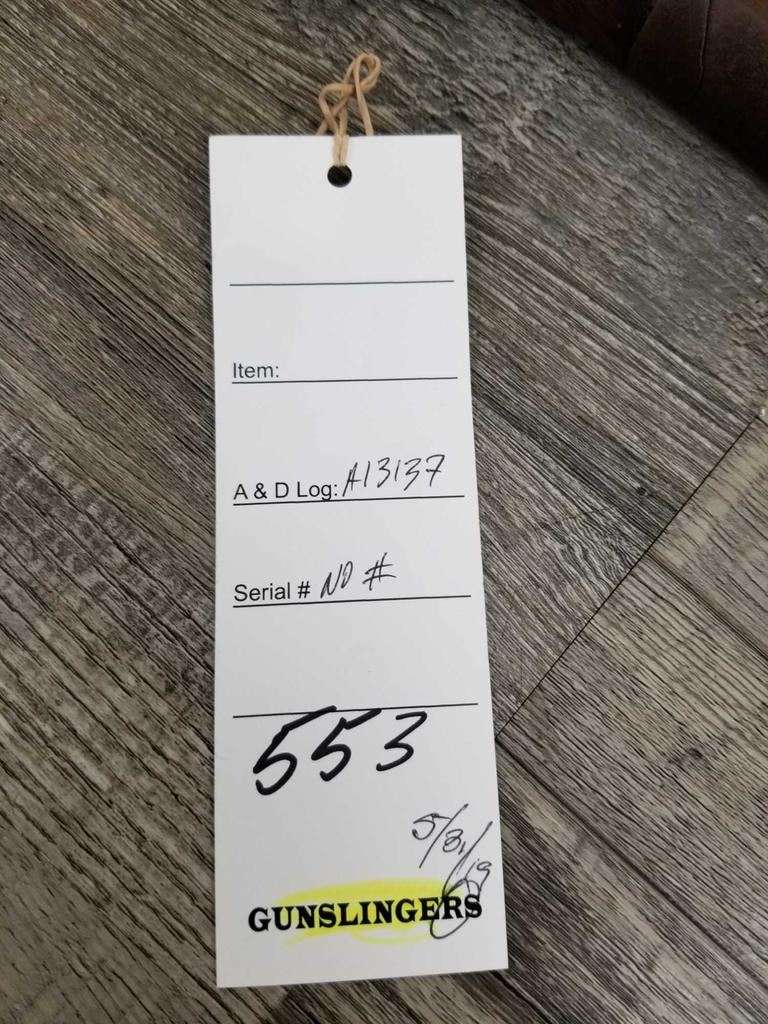 Item:
A & D Log: A13137
Serial # NO #
553
5/31/19
GUNSLINGERS